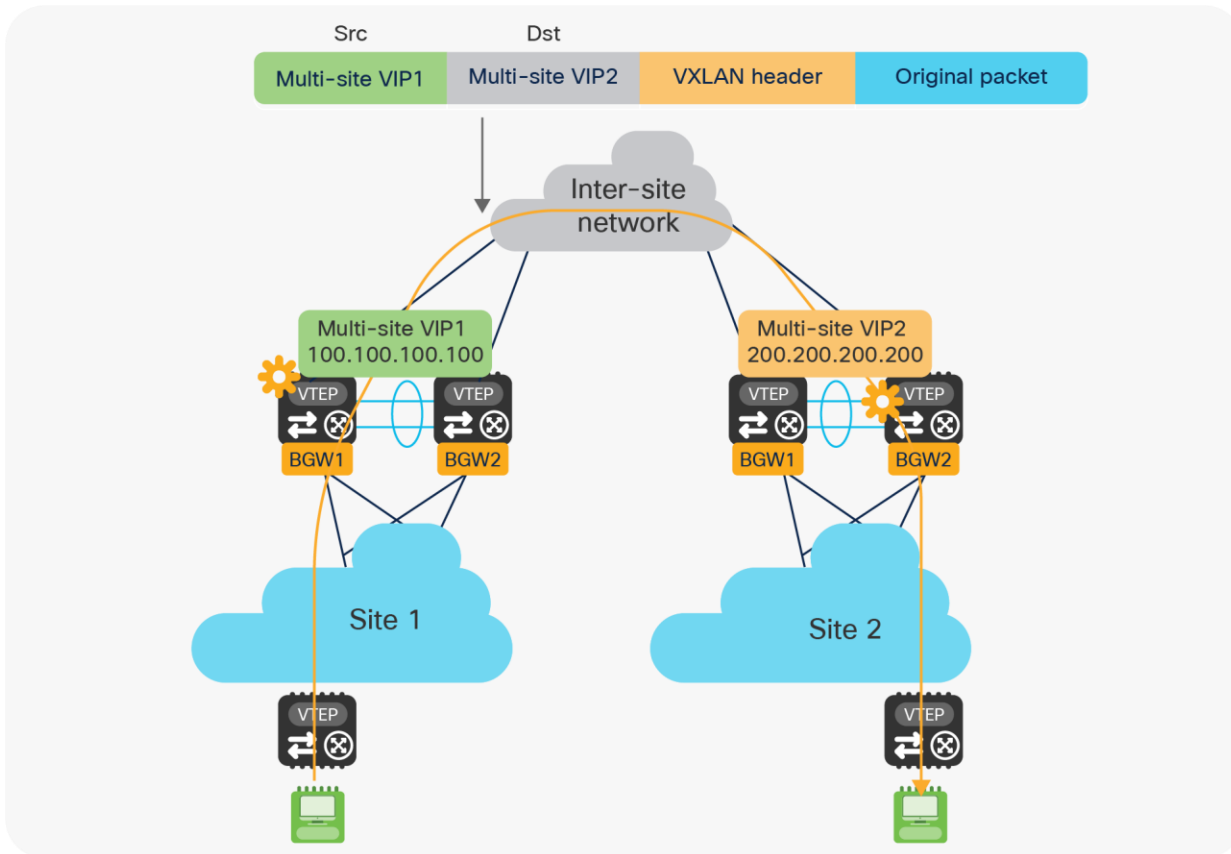 Src
Dst
Multi-site VIP1
Multi-site VIP2
VXLAN header
Original packet
Inter-site
network
Multi-site VIP1
100.100.100.100
Multi-site VIP2
200.200.200.200
VTEP
VTEP
VTEP
VTEP
BGW1
BGW2
BGW1
BGW2
Site 1
Site 2
VTEP
VTEP